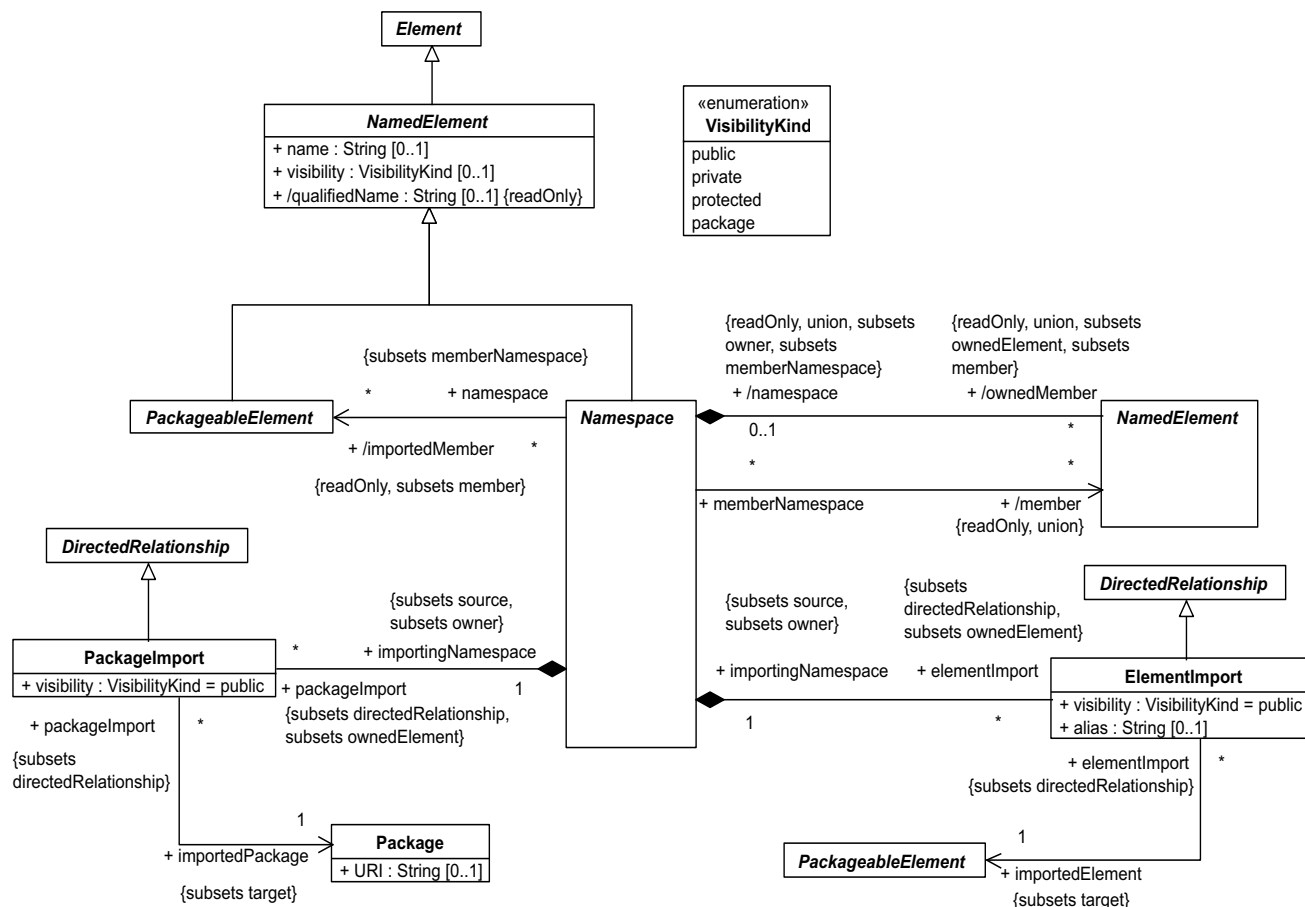 Element
NamedElement
+ name : String [0..1]
+ visibility : VisibilityKind [0..1]
+ /qualifiedName : String [0..1] {readOnly}
«enumeration»
VisibilityKind
public
private
protected
package
{subsets memberNamespace}
*
+ namespace
PackageableElement
+ /importedMember
*
{readOnly, subsets member}
Namespace
{readOnly, union, subsets
owner, subsets
memberNamespace}
+ /namespace
{readOnly, union, subsets
ownedElement, subsets
member}
+ /ownedMember
0..1
*
NamedElement
*
*
+ memberNamespace
+ /member
{readOnly, union}
DirectedRelationship
{subsets source,
subsets owner}
+ importingNamespace
*
PackageImport
+ visibility : VisibilityKind = public
+ packageImport
1
{subsets directedRelationship,
subsets ownedElement}
+ packageImport
*
{subsets
directedRelationship}
1
+ importedPackage
{subsets target}
Package
+ URI : String [0..1]
DirectedRelationship
{subsets source,
subsets owner}
+ importingNamespace
{subsets
directedRelationship,
subsets ownedElement}
+ elementImport
1
*
ElementImport
+ visibility : VisibilityKind = public
+ alias : String [0..1]
+ elementImport
*
{subsets directedRelationship}
1
PackageableElement
+ importedElement
{subsets target}